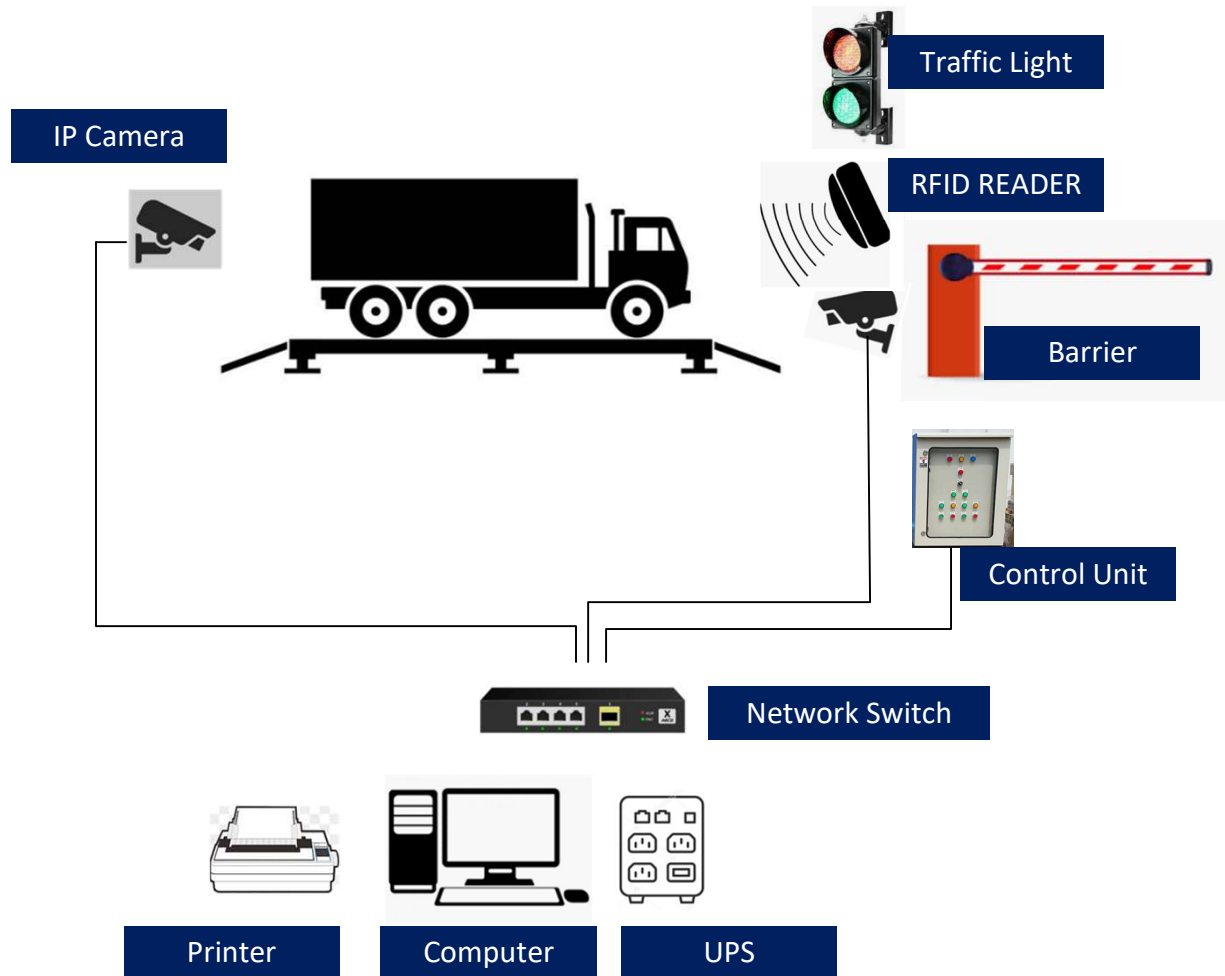 Traffic Light
IP Camera
RFID READER
Barrier
Control Unit
Network Switch
Printer
Computer
UPS